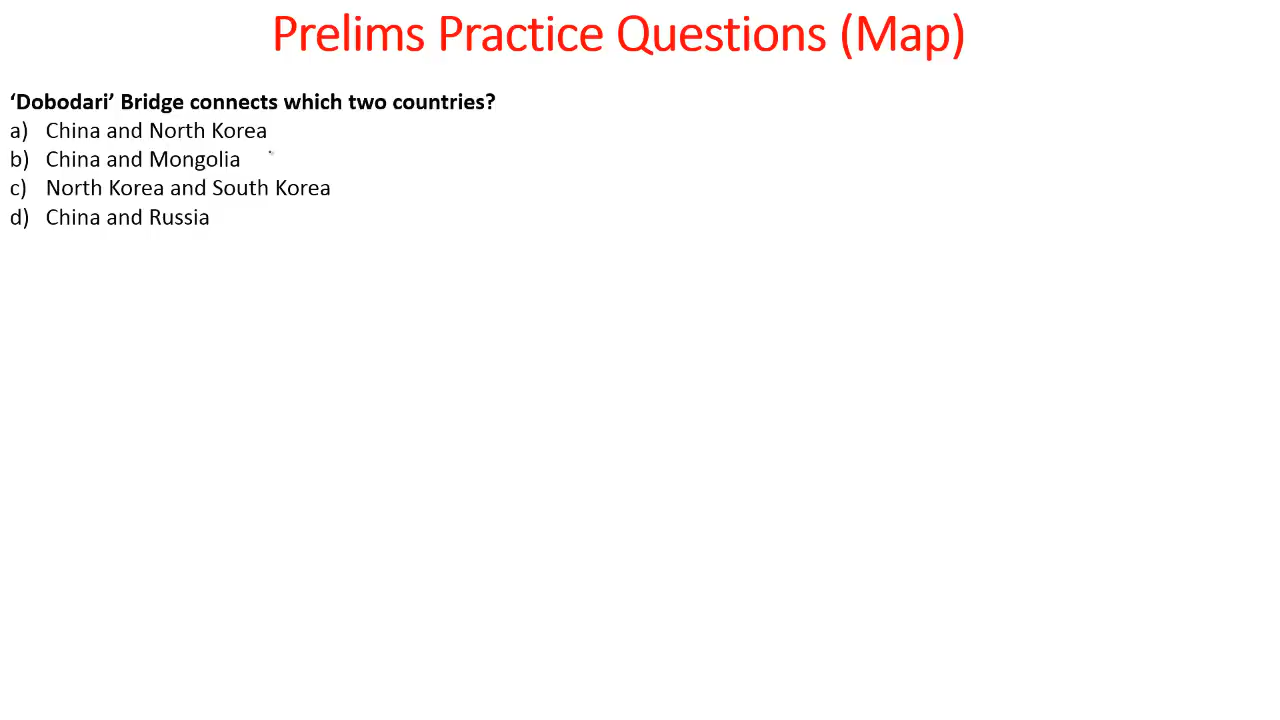 Prelims Practice Questions (Map)
‘Dobodari’ Bridge connects which two countries?
a) China and North Korea
b) China and Mongolia
c) North Korea and South Korea
d) China and Russia